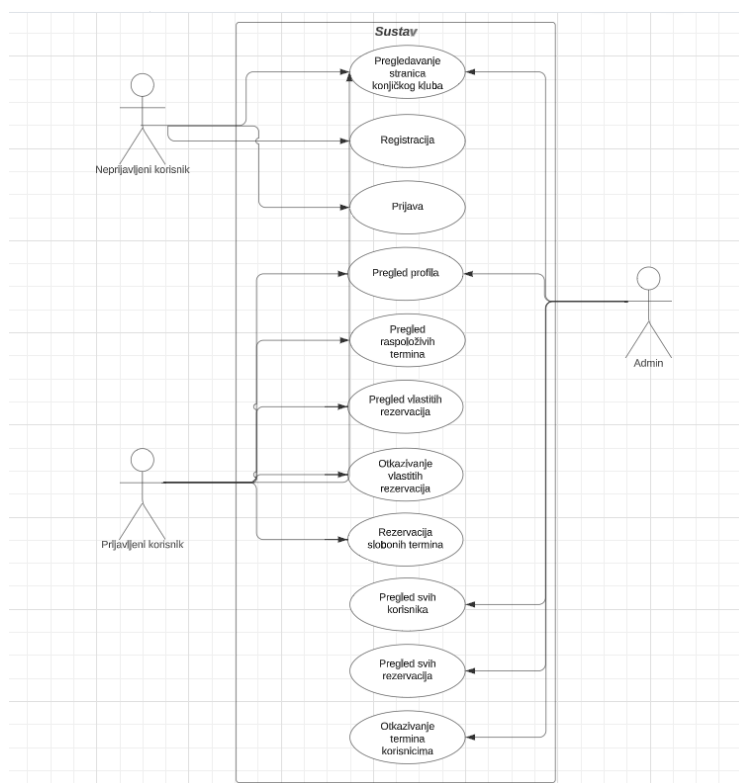 Sustav
Pregledavanje
stranica
konjičkog kluba
Neprijavljeni korisnik
Registracija
Prijava
Pregled profila
Pregled
raspoloživih
termina
Admin
Pregled vlastitih
rezervacija
Otkazivanje
vlastitih
rezervacija
Prijavljeni korisnik
Rezervacija
slobonih termina
Pregled svih
korisnika
Pregled svih
rezervacija
Otkazivanje
termina
korisnicima